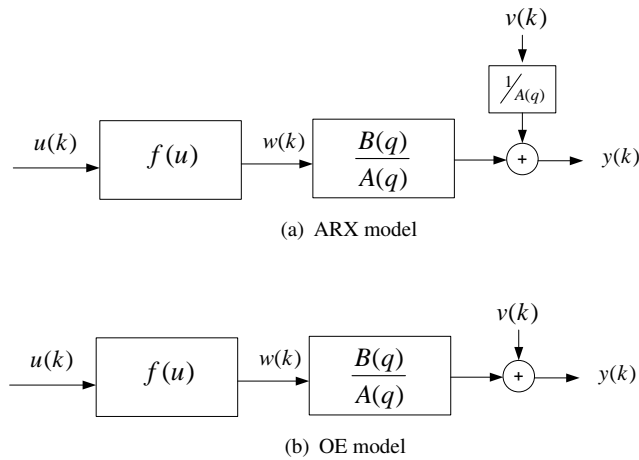 v(k)
1/A(q)
u(k)
f(u)
w(k)
B(q)
A(q)
+
y(k)
(a) ARX model
v(k)
u(k)
f(u)
w(k)
B(q)
A(q)
+
y(k)
(b) OE model